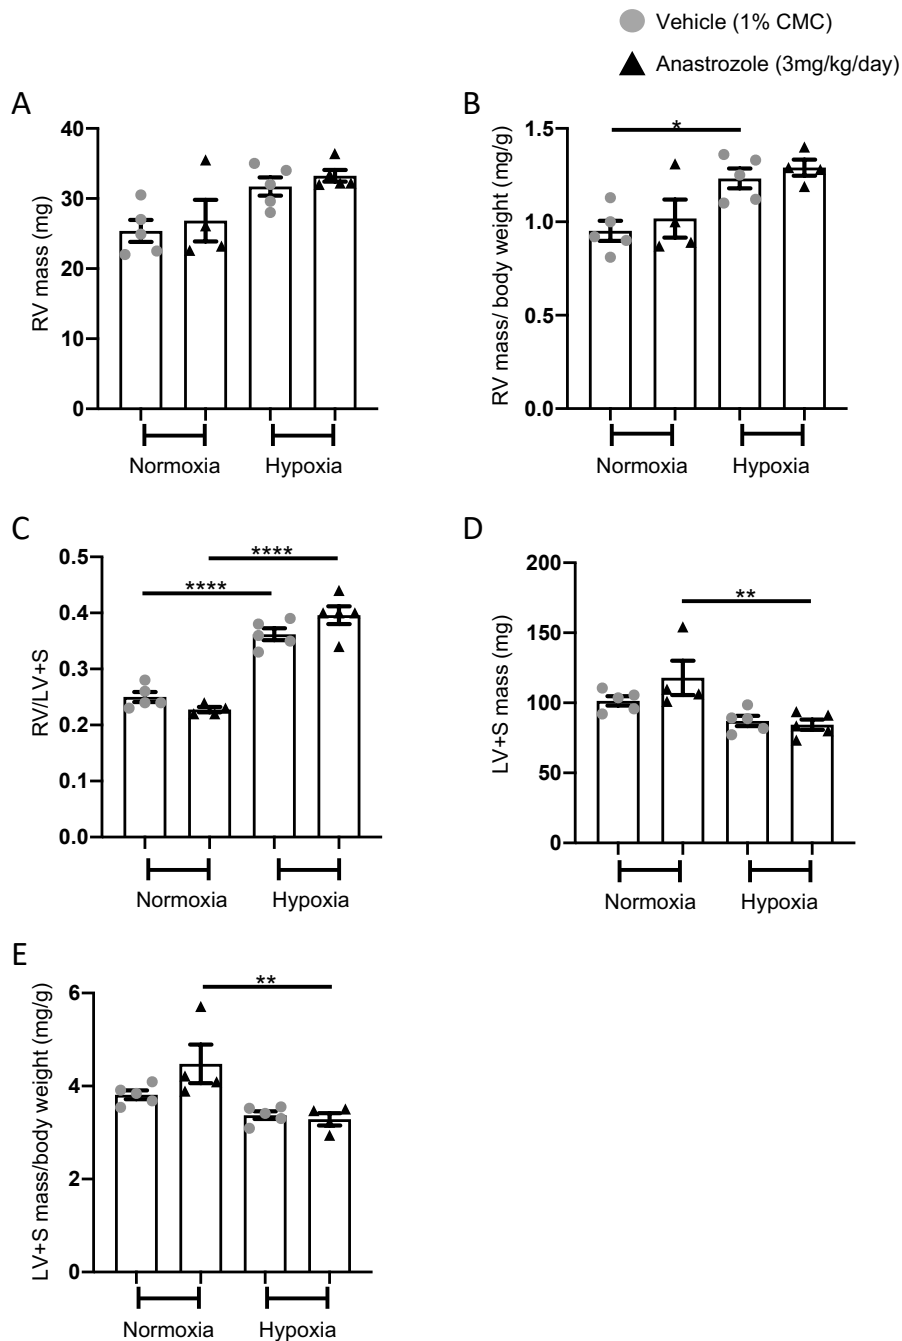 Vehicle (1% CMC)
Anastrozole (3mg/kg/day)
A
RV mass (mg)
40
30
20
10
0
Normoxia
Hypoxia
B
RV mass/ body weight (mg/g)
1.5
1.0
0.5
0.0
*
Normoxia
Hypoxia
C
RV/LV+S
0.5
0.4
0.3
0.2
0.1
0.0
****
****
Normoxia
Hypoxia
D
LV+S mass (mg)
200
150
100
50
0
**
Normoxia
Hypoxia
E
LV+S mass/body weight (mg/g)
6
4
2
0
**
Normoxia
Hypoxia